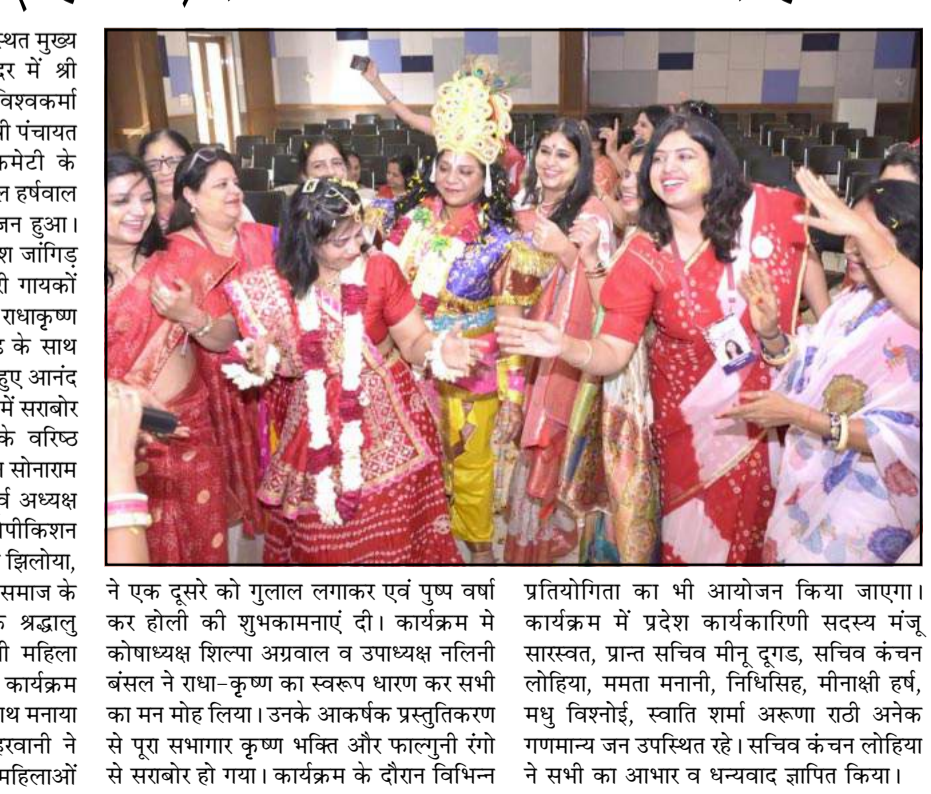 स्थित मुख्य
में श्री
विश्वकर्मा
पंचायत
कमेटी के
हर्षवाल
हुआ।
जांगिड़
गायकों
राधाकृष्ण
के साथ
हुए आनंद
में सराबोर
के वरिष्ठ
सोनाराम
अध्यक्ष
गोपीकिशन
झिलोया,
समाज के
श्रद्धालु
महिला
कार्यक्रम
मनाया
ने
महिलाओं
ने एक दूसरे को गुलाल लगाकर एवं पुष्प वर्षा
कर होली की शुभकामनाएं दी। कार्यक्रम मे
कोषाध्यक्ष शिल्पा अग्रवाल व उपाध्यक्ष नलिनी
बंसल ने राधा-कृष्ण का स्वरूप धारण कर सभी
का मन मोह लिया। उनके आकर्षक प्रस्तुतिकरण
से पूरा सभागार कृष्ण भक्ति और फाल्गुनी रंगो
से सराबोर हो गया। कार्यक्रम के दौरान विभिन्न
प्रतियोगिता का भी आयोजन किया जाएगा।
कार्यक्रम में प्रदेश कार्यकारिणी सदस्य मंजू
सारस्वत, प्रान्त सचिव मीनू दूगड, सचिव कंचन
लोहिया, ममता मनानी, निधिसिह, मीनाक्षी हर्ष,
मधु विश्नोई, स्वाति शर्मा अरूणा राठी अनेक
गणमान्य जन उपस्थित रहे। सचिव कंचन लोहिया
ने सभी का आभार व धन्यवाद ज्ञापित किया।